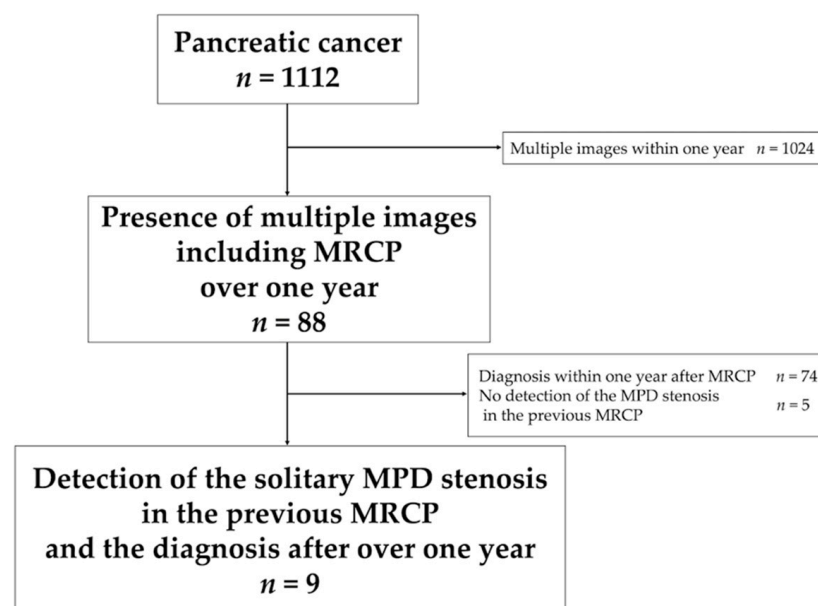 Pancreatic cancer
n = 1112
Multiple images within one year n = 1024
Presence of multiple images
including MRCP
over one year
n = 88
Diagnosis within one year after MRCP n = 74
No detection of the MPD stenosis
in the previous MRCP
n = 5
Detection of the solitary MPD stenosis
in the previous MRCP
and the diagnosis after over one year
n = 9